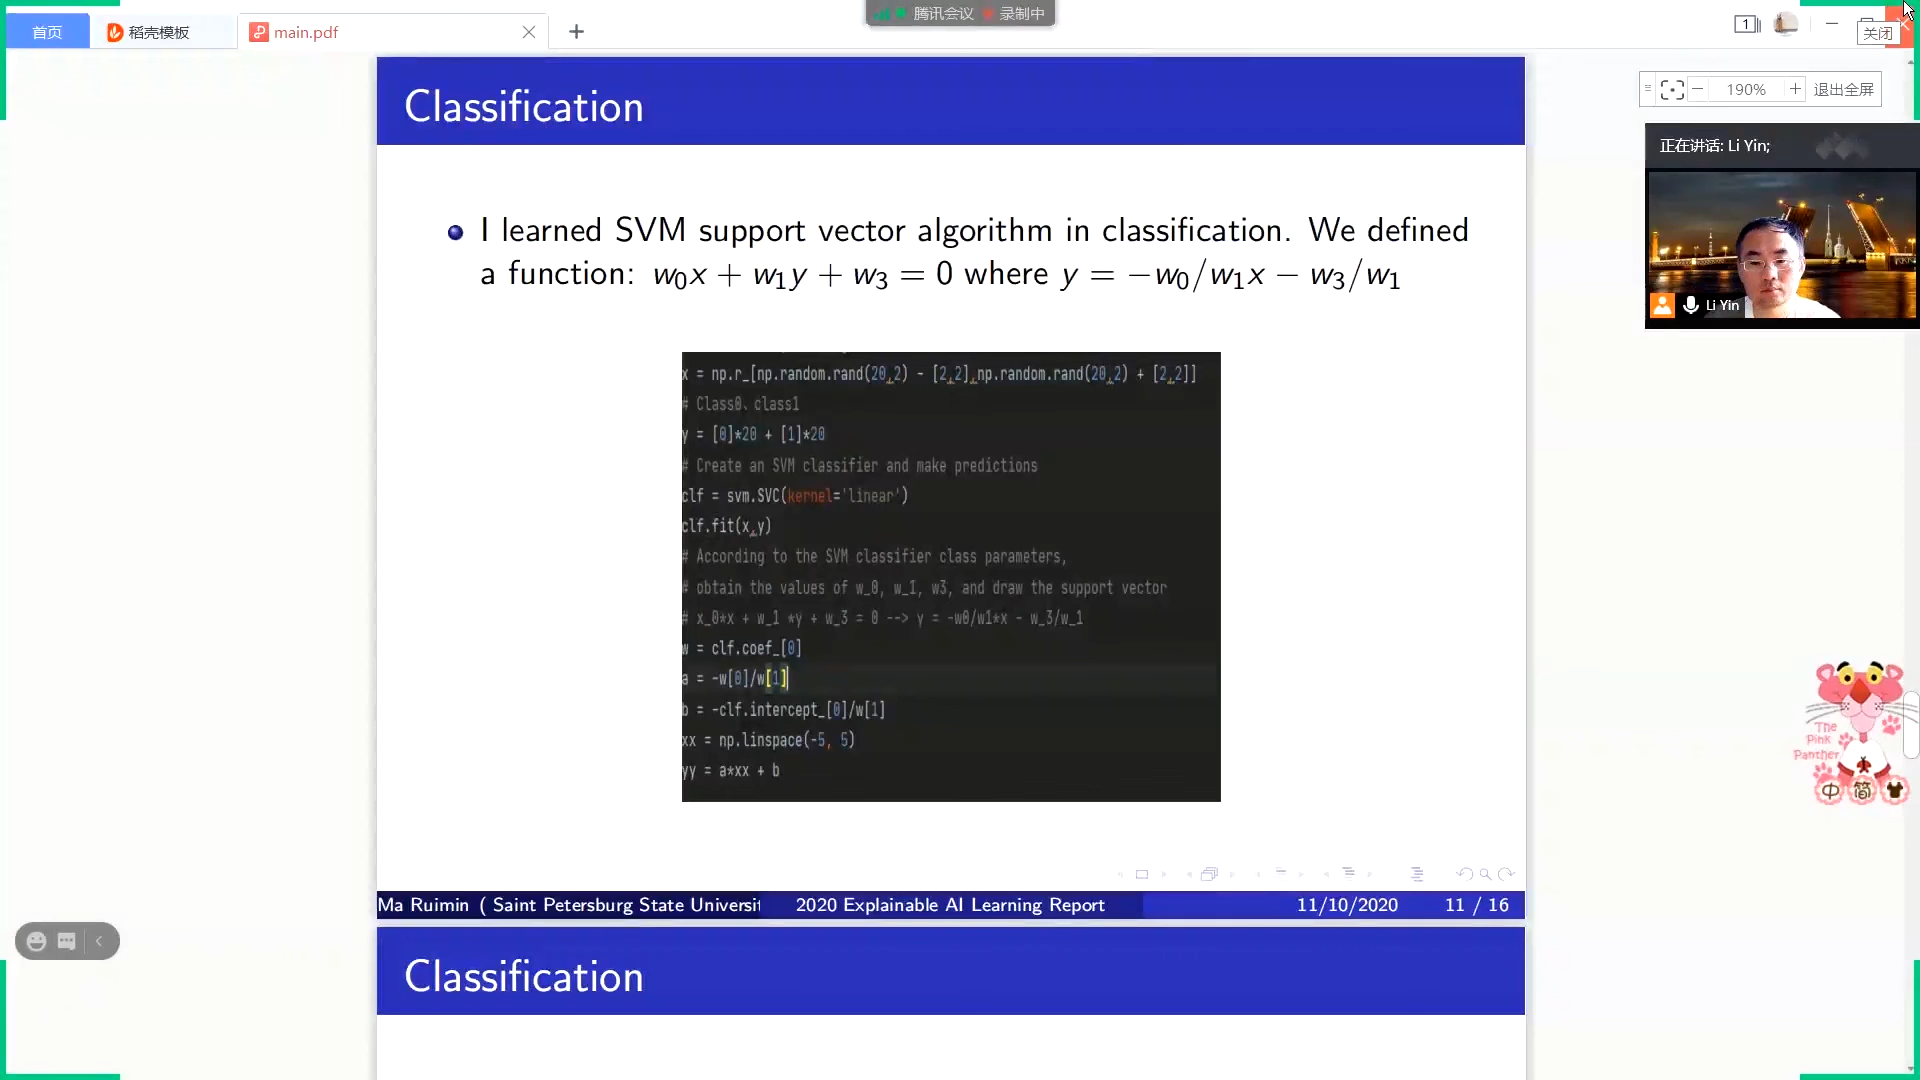 腾讯会议 录制中
首页
稻壳模板
main.pdf
1
关闭
190%
退出全屏
Classification
正在讲话: Li Yin;
Li Yin
I learned SVM support vector algorithm in classification. We defined
a function: w₀x + w₁y + w₃ = 0 where y = −w₀/w₁x − w₃/w₁
x = np.r_[np.random.rand(20,2) - [2,2],np.random.rand(20,2) + [2,2]]
# Class0、class1
y = [0]*20 + [1]*20
# Create an SVM classifier and make predictions
clf = svm.SVC(kernel='linear')
clf.fit(x,y)
# According to the SVM classifier class parameters,
# obtain the values of w_0, w_1, w3, and draw the support vector
# x_0*x + w_1 *y + w_3 = 0 --> y = -w0/w1*x - w_3/w_1
w = clf.coef_[0]
a = -w[0]/w[1]
b = -clf.intercept_[0]/w[1]
xx = np.linspace(-5, 5)
yy = a*xx + b
The
Pink
Panther
中 简
Ma Ruimin ( Saint Petersburg State Universit
2020 Explainable AI Learning Report
11/10/2020
11 / 16
Classification